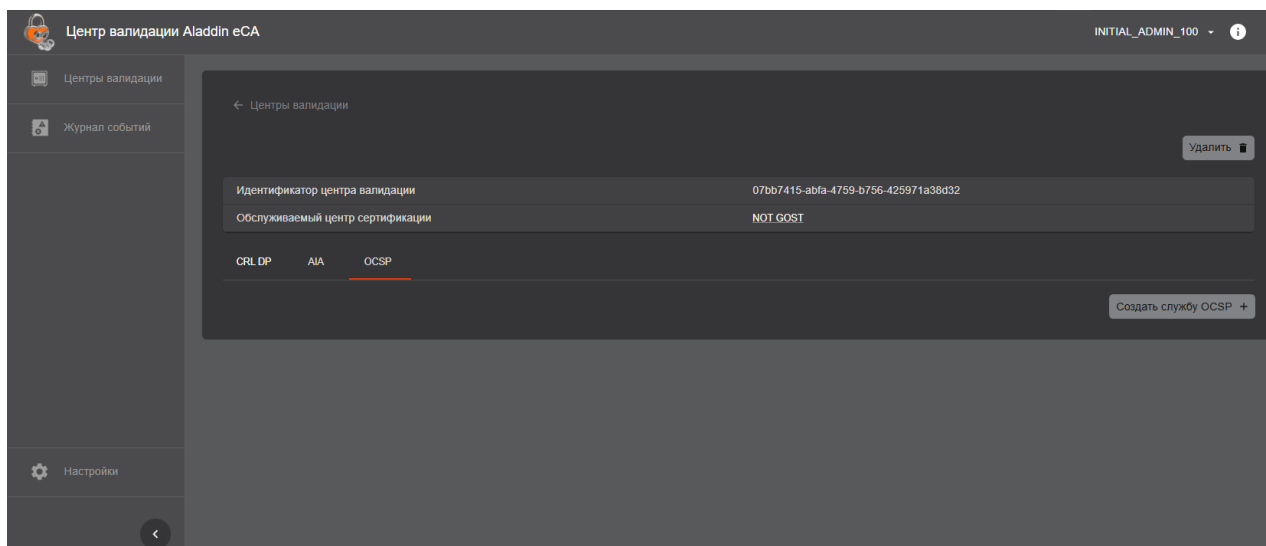 Центр валидации Aladdin eCA
INITIAL_ADMIN_100
Центры валидации
Журнал событий
Центры валидации
Удалить
Идентификатор центра валидации 07bb7415-abfa-4759-b756-425971a38d32
Обслуживаемый центр сертификации NOT GOST
CRL DP AIA OCSP
Создать службу OCSP +
Настройки